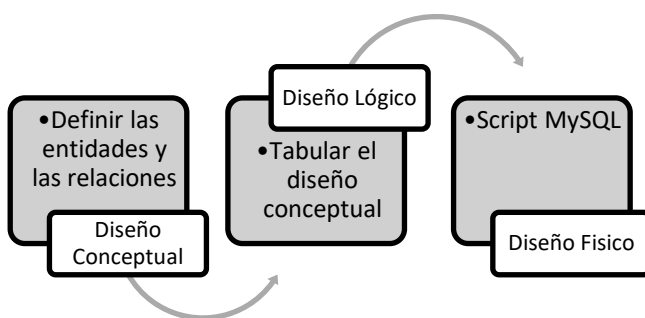 •Definir las
entidades y
las relaciones
Diseño
Conceptual
Diseño Lógico
•Tabular el
diseño
conceptual
•Script MySQL
Diseño Fisico